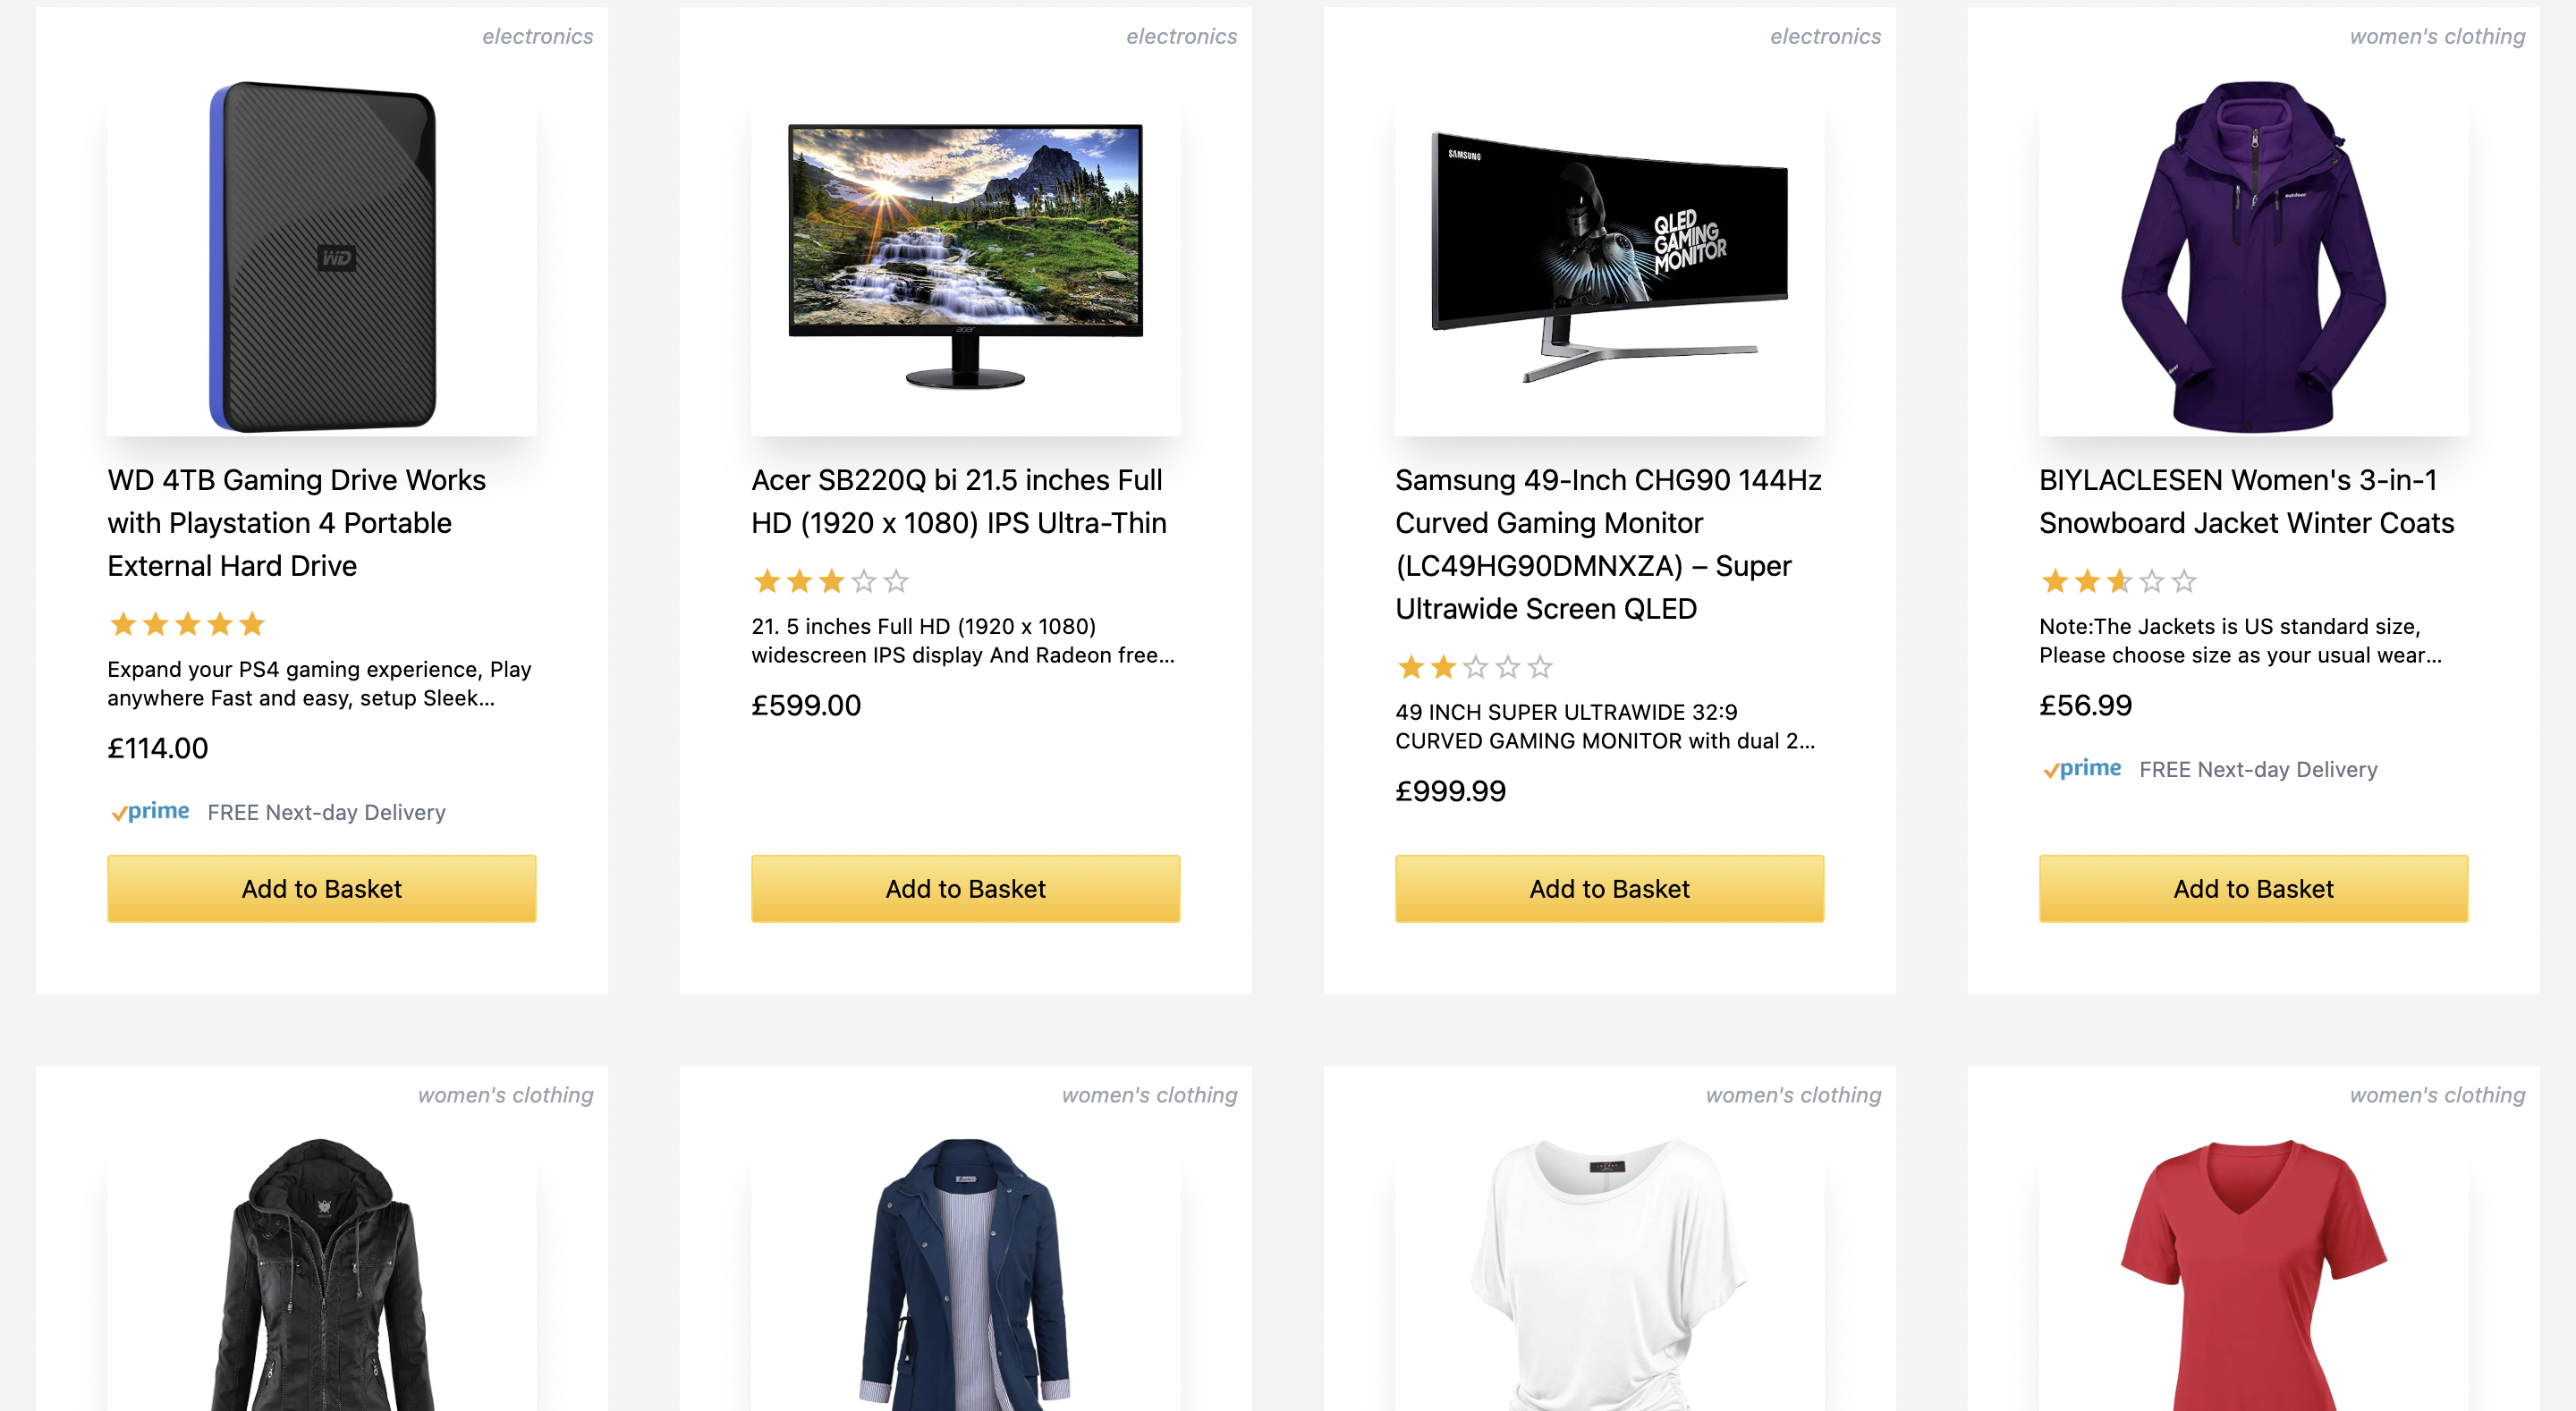 electronics
WD
WD 4TB Gaming Drive Works
with Playstation 4 Portable
External Hard Drive
Expand your PS4 gaming experience, Play
anywhere Fast and easy, setup Sleek...
£114.00
prime FREE Next-day Delivery
Add to Basket
electronics
acer
Acer SB220Q bi 21.5 inches Full
HD (1920 x 1080) IPS Ultra-Thin
21. 5 inches Full HD (1920 x 1080)
widescreen IPS display And Radeon free...
£599.00
Add to Basket
electronics
SAMSUNG
QLED
GAMING
MONITOR
Samsung 49-Inch CHG90 144Hz
Curved Gaming Monitor
(LC49HG90DMNXZA) – Super
Ultrawide Screen QLED
49 INCH SUPER ULTRAWIDE 32:9
CURVED GAMING MONITOR with dual 2...
£999.99
Add to Basket
women's clothing
outdoor
BIYLACLESEN Women's 3-in-1
Snowboard Jacket Winter Coats
Note:The Jackets is US standard size,
Please choose size as your usual wear...
£56.99
prime FREE Next-day Delivery
Add to Basket
women's clothing
women's clothing
women's clothing
women's clothing